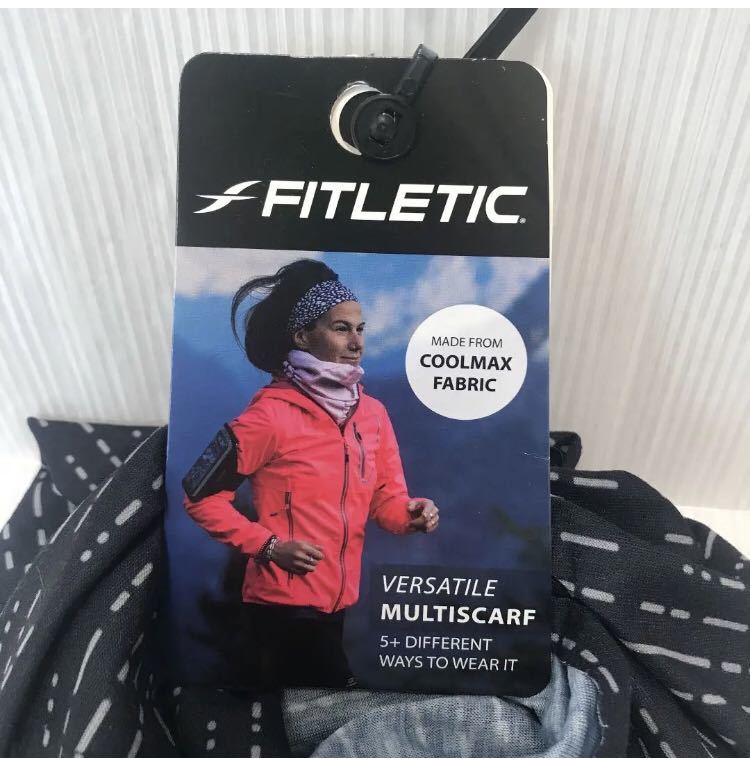 FITLETIC®
MADE FROM
COOLMAX
FABRIC
VERSATILE
MULTISCARF
5+ DIFFERENT
WAYS TO WEAR IT